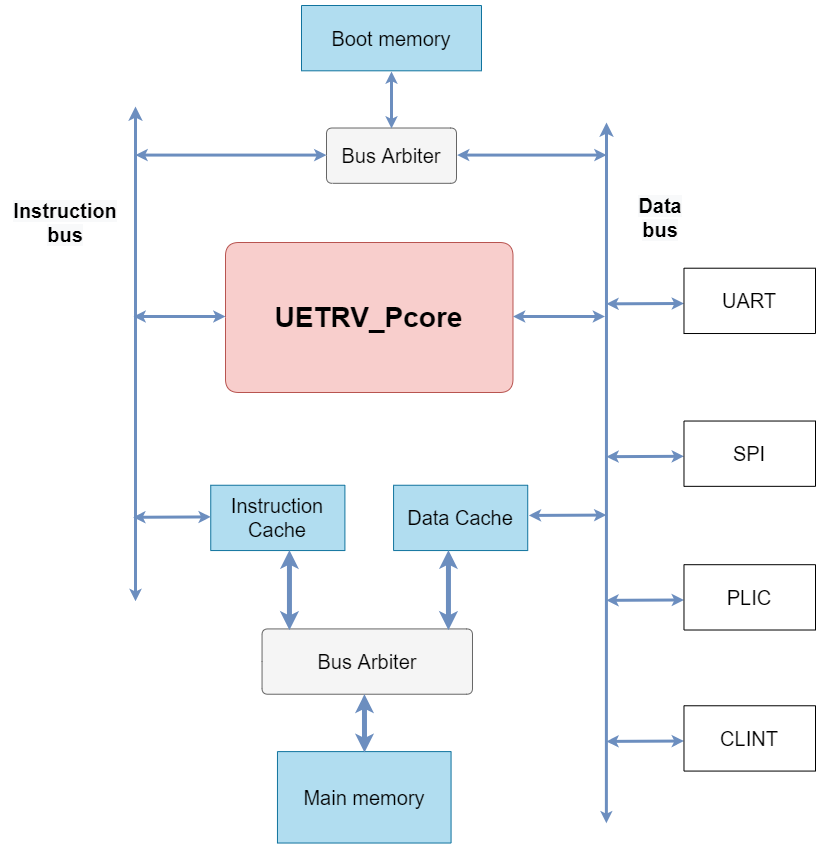 Boot memory
Bus Arbiter
Instruction
bus
Data
bus
UETRV_Pcore
UART
SPI
Instruction
Cache
Data Cache
PLIC
Bus Arbiter
CLINT
Main memory